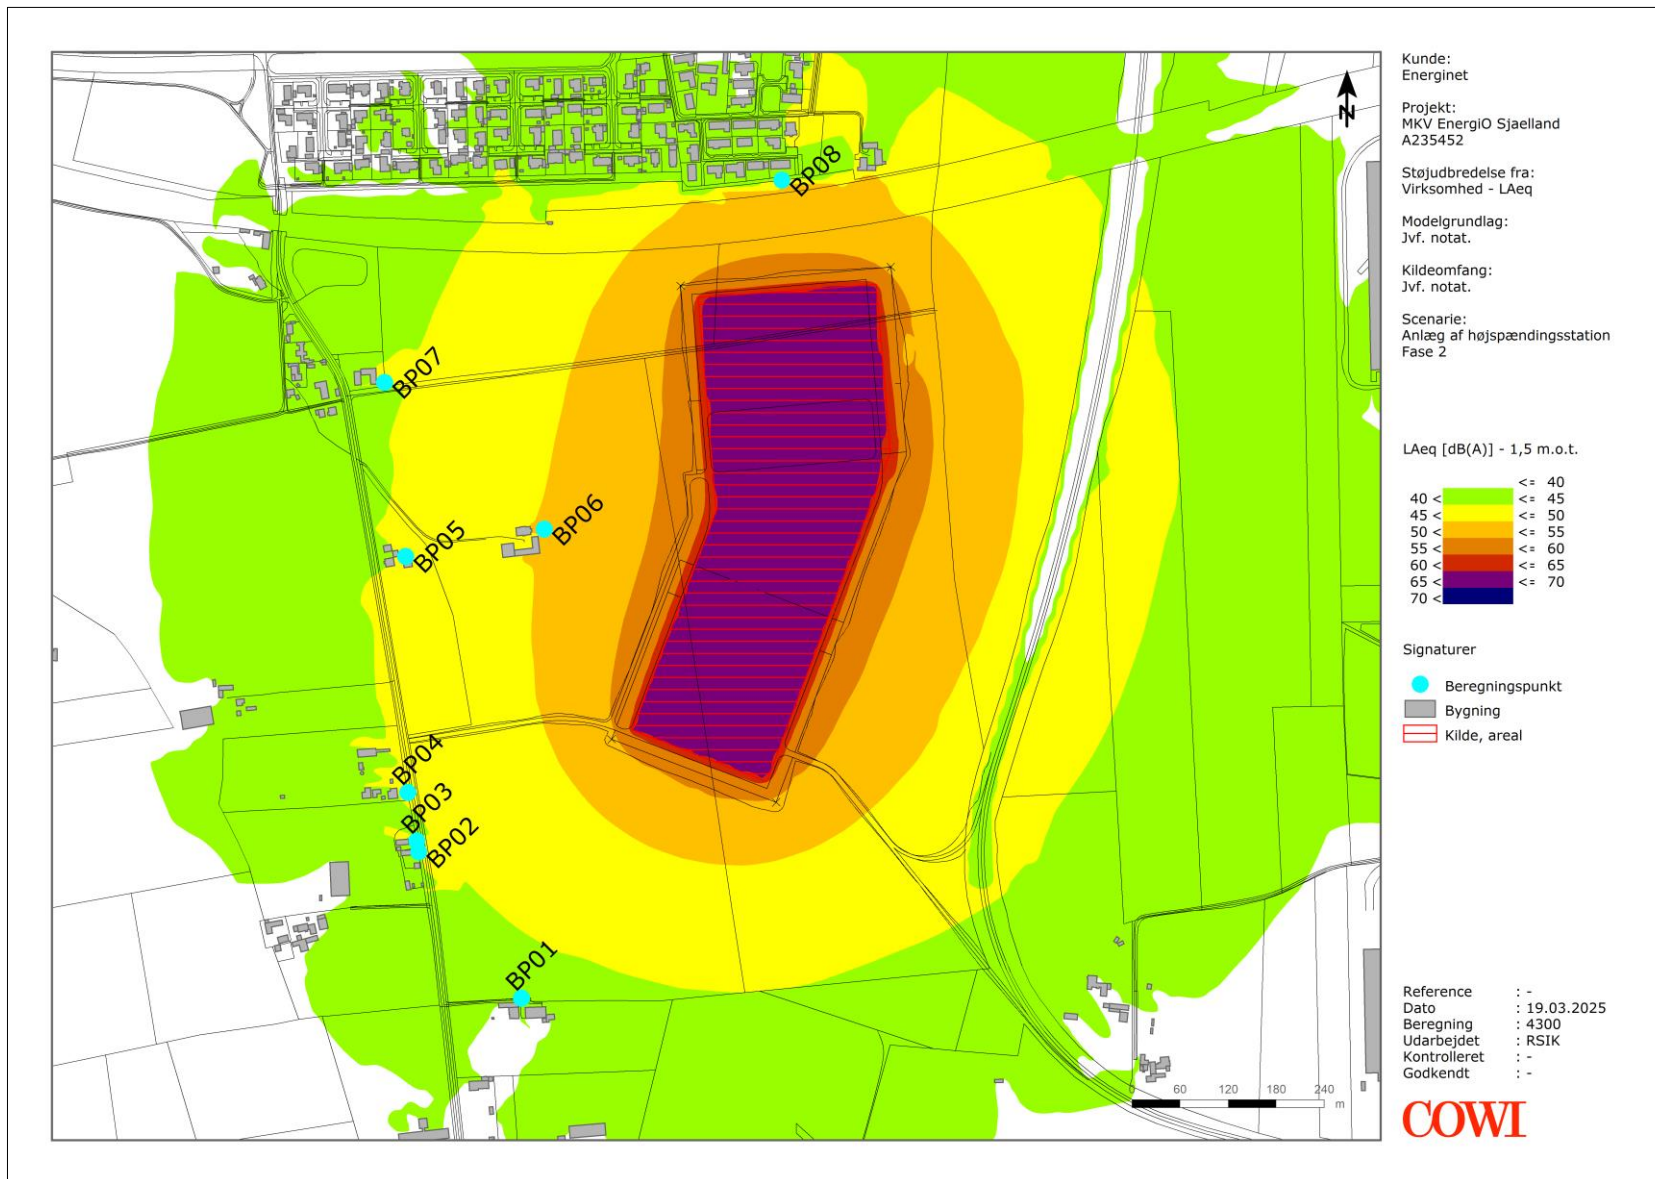 BP08
BP07
BP06
BP05
BP04
BP03
BP02
BP01
N
0 60 120 180 240
m
Kunde:
Energinet
Projekt:
MKV EnergiO Sjaelland
A235452
Støjudbredelse fra:
Virksomhed - LAeq
Modelgrundlag:
Jvf. notat.
Kildeomfang:
Jvf. notat.
Scenarie:
Anlæg af højspændingsstation
Fase 2
LAeq [dB(A)] - 1,5 m.o.t.
<= 40
40 < <= 45
45 < <= 50
50 < <= 55
55 < <= 60
60 < <= 65
65 < <= 70
70 <
Signaturer
Beregningspunkt
Bygning
Kilde, areal
Reference : -
Dato : 19.03.2025
Beregning : 4300
Udarbejdet : RSIK
Kontrolleret : -
Godkendt : -
COWI